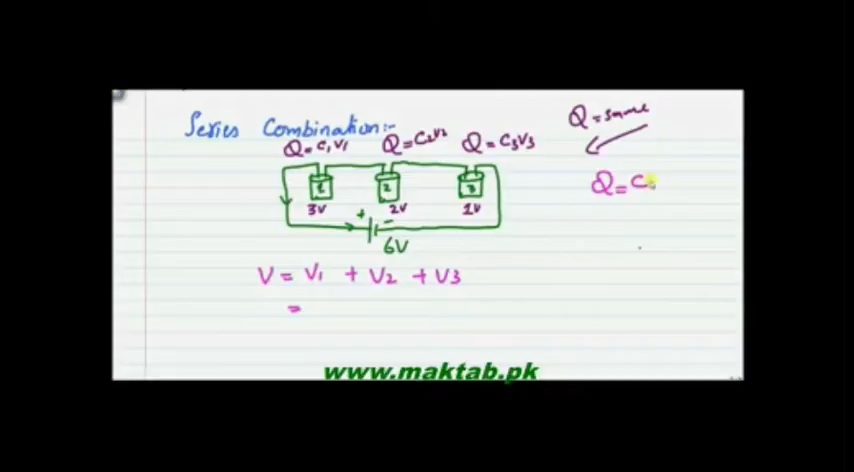 Series Combination:-
Q = same
Q = C1V1 Q = C2V2 Q = C3V3
Q = C
1 2 3
3V 2V 1V
+ -
6V
V = V1 + V2 + V3
=
www.maktab.pk